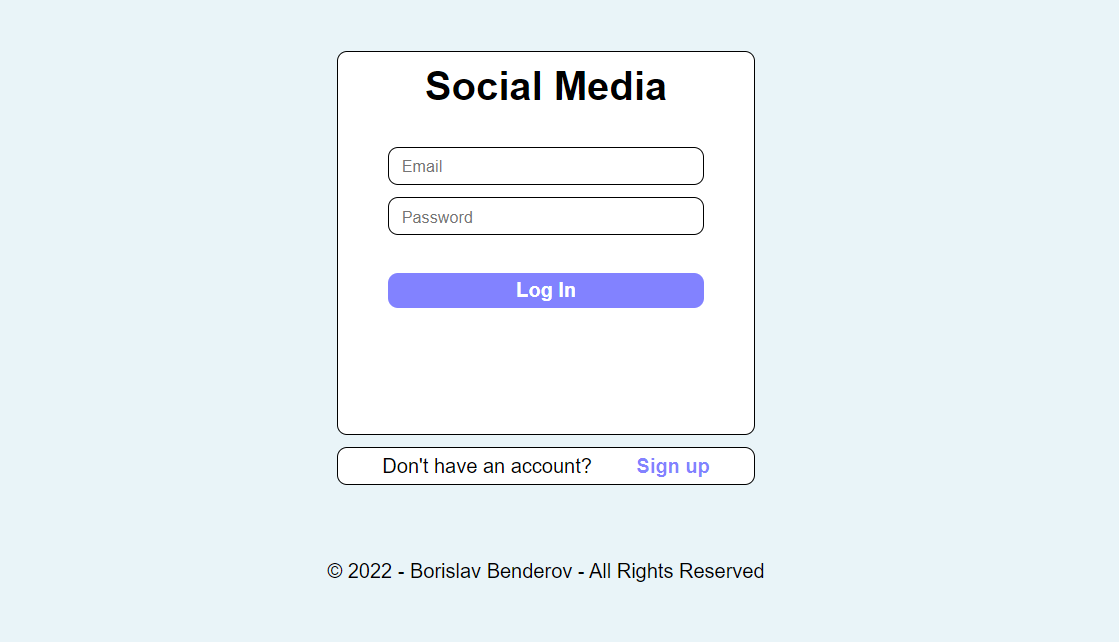 Social Media
Email
Password
Log In
Don't have an account? Sign up
© 2022 - Borislav Benderov - All Rights Reserved